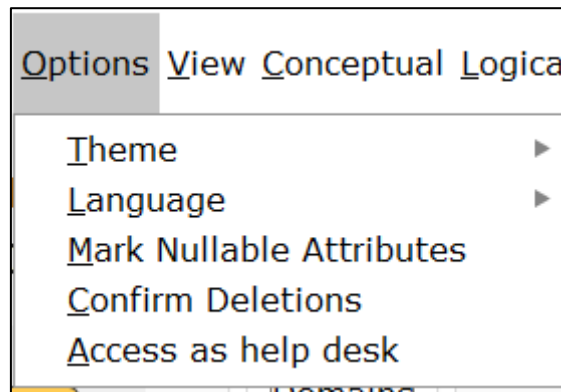 Options View Conceptual Logica
Theme
Language
Mark Nullable Attributes
Confirm Deletions
Access as help desk